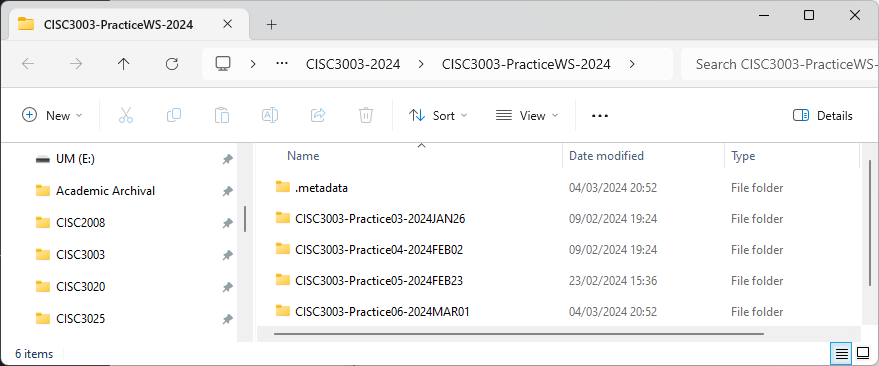 CISC3003-PracticeWS-2024
CISC3003-2024 CISC3003-PracticeWS-2024 Search CISC3003-PracticeWS-
New Sort View Details
Name Date modified Type
UM (E:)
Academic Archival
CISC2008
CISC3003
CISC3020
CISC3025
.metadata 04/03/2024 20:52 File folder
CISC3003-Practice03-2024JAN26 09/02/2024 19:24 File folder
CISC3003-Practice04-2024FEB02 09/02/2024 19:24 File folder
CISC3003-Practice05-2024FEB23 23/02/2024 15:36 File folder
CISC3003-Practice06-2024MAR01 04/03/2024 20:52 File folder
6 items